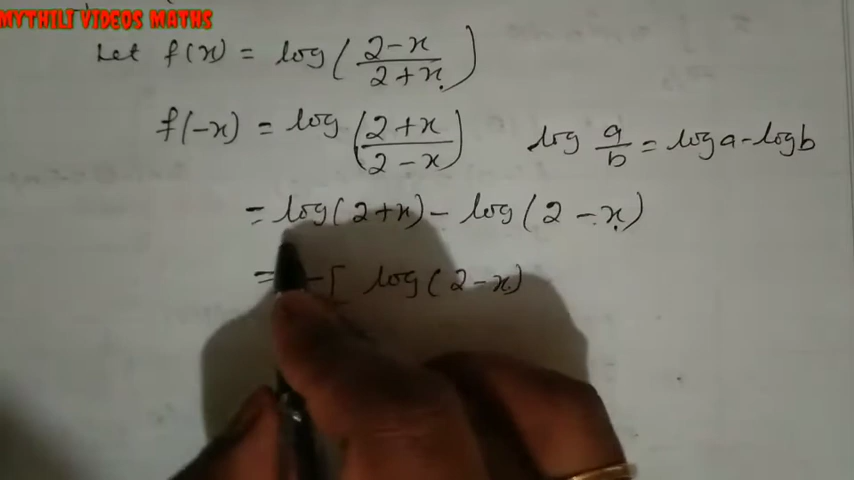 MYTHILI VIDEOS MATHS
Let f(x) = log(2-x/2+x)
f(-x) = log(2+x/2-x) log a/b = log a - log b
= log(2+x) - log(2-x)
= -[ log(2-x)